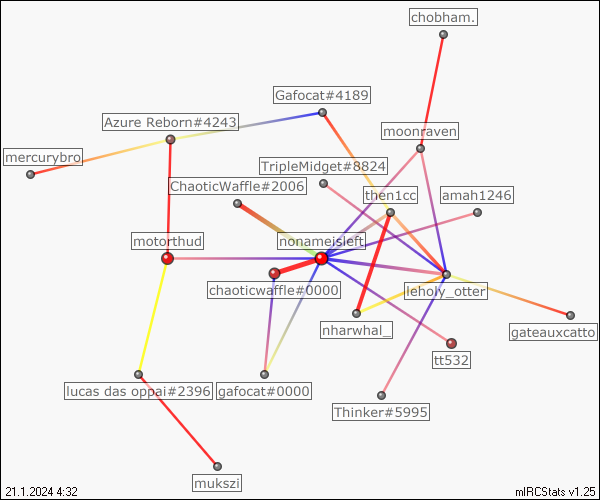 chobham.
Gafocat#4189
Azure Reborn#4243
moonraven
mercurybro
TripleMidget#8824
ChaoticWaffle#2006
then1cc
amah1246
motorthud
nonameisleft
chaoticwaffle#0000
leholy_otter
nharwhal_
gateauxcatto
tt532
lucas das oppai#2396
gafocat#0000
Thinker#5995
mukszi
21.1.2024 4:32
mIRCStats v1.25